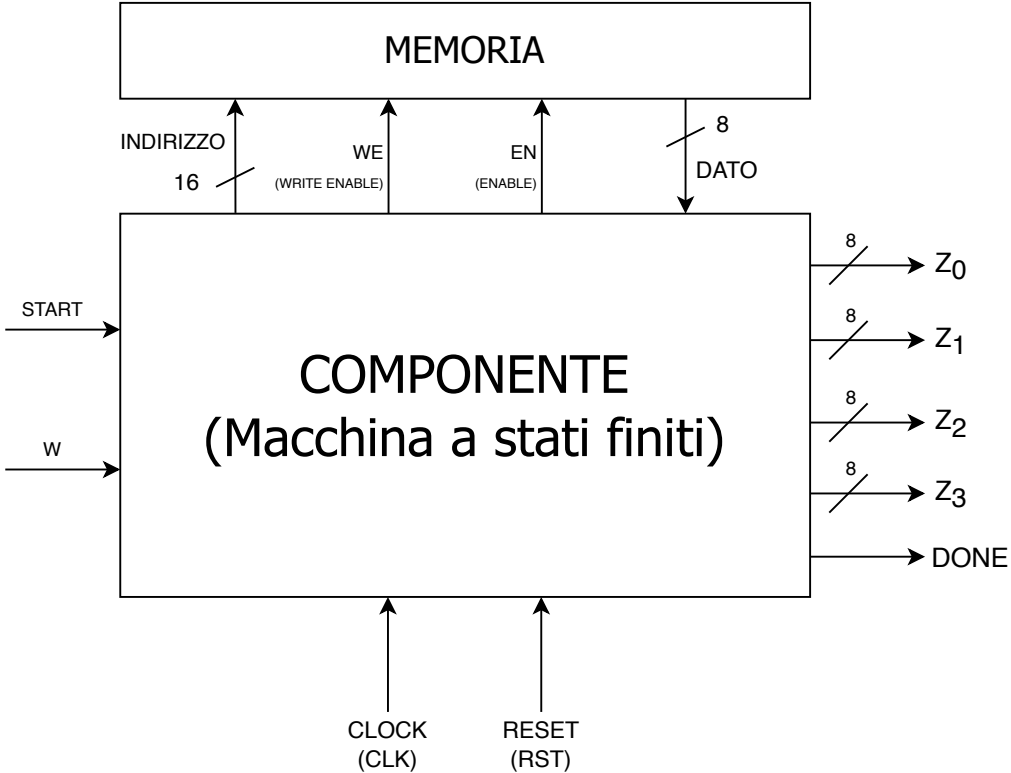 MEMORIA
INDIRIZZO
16
WE
(WRITE ENABLE)
EN
(ENABLE)
8
DATO
START
W
COMPONENTE
(Macchina a stati finiti)
8
Z0
8
Z1
8
Z2
8
Z3
DONE
CLOCK
(CLK)
RESET
(RST)